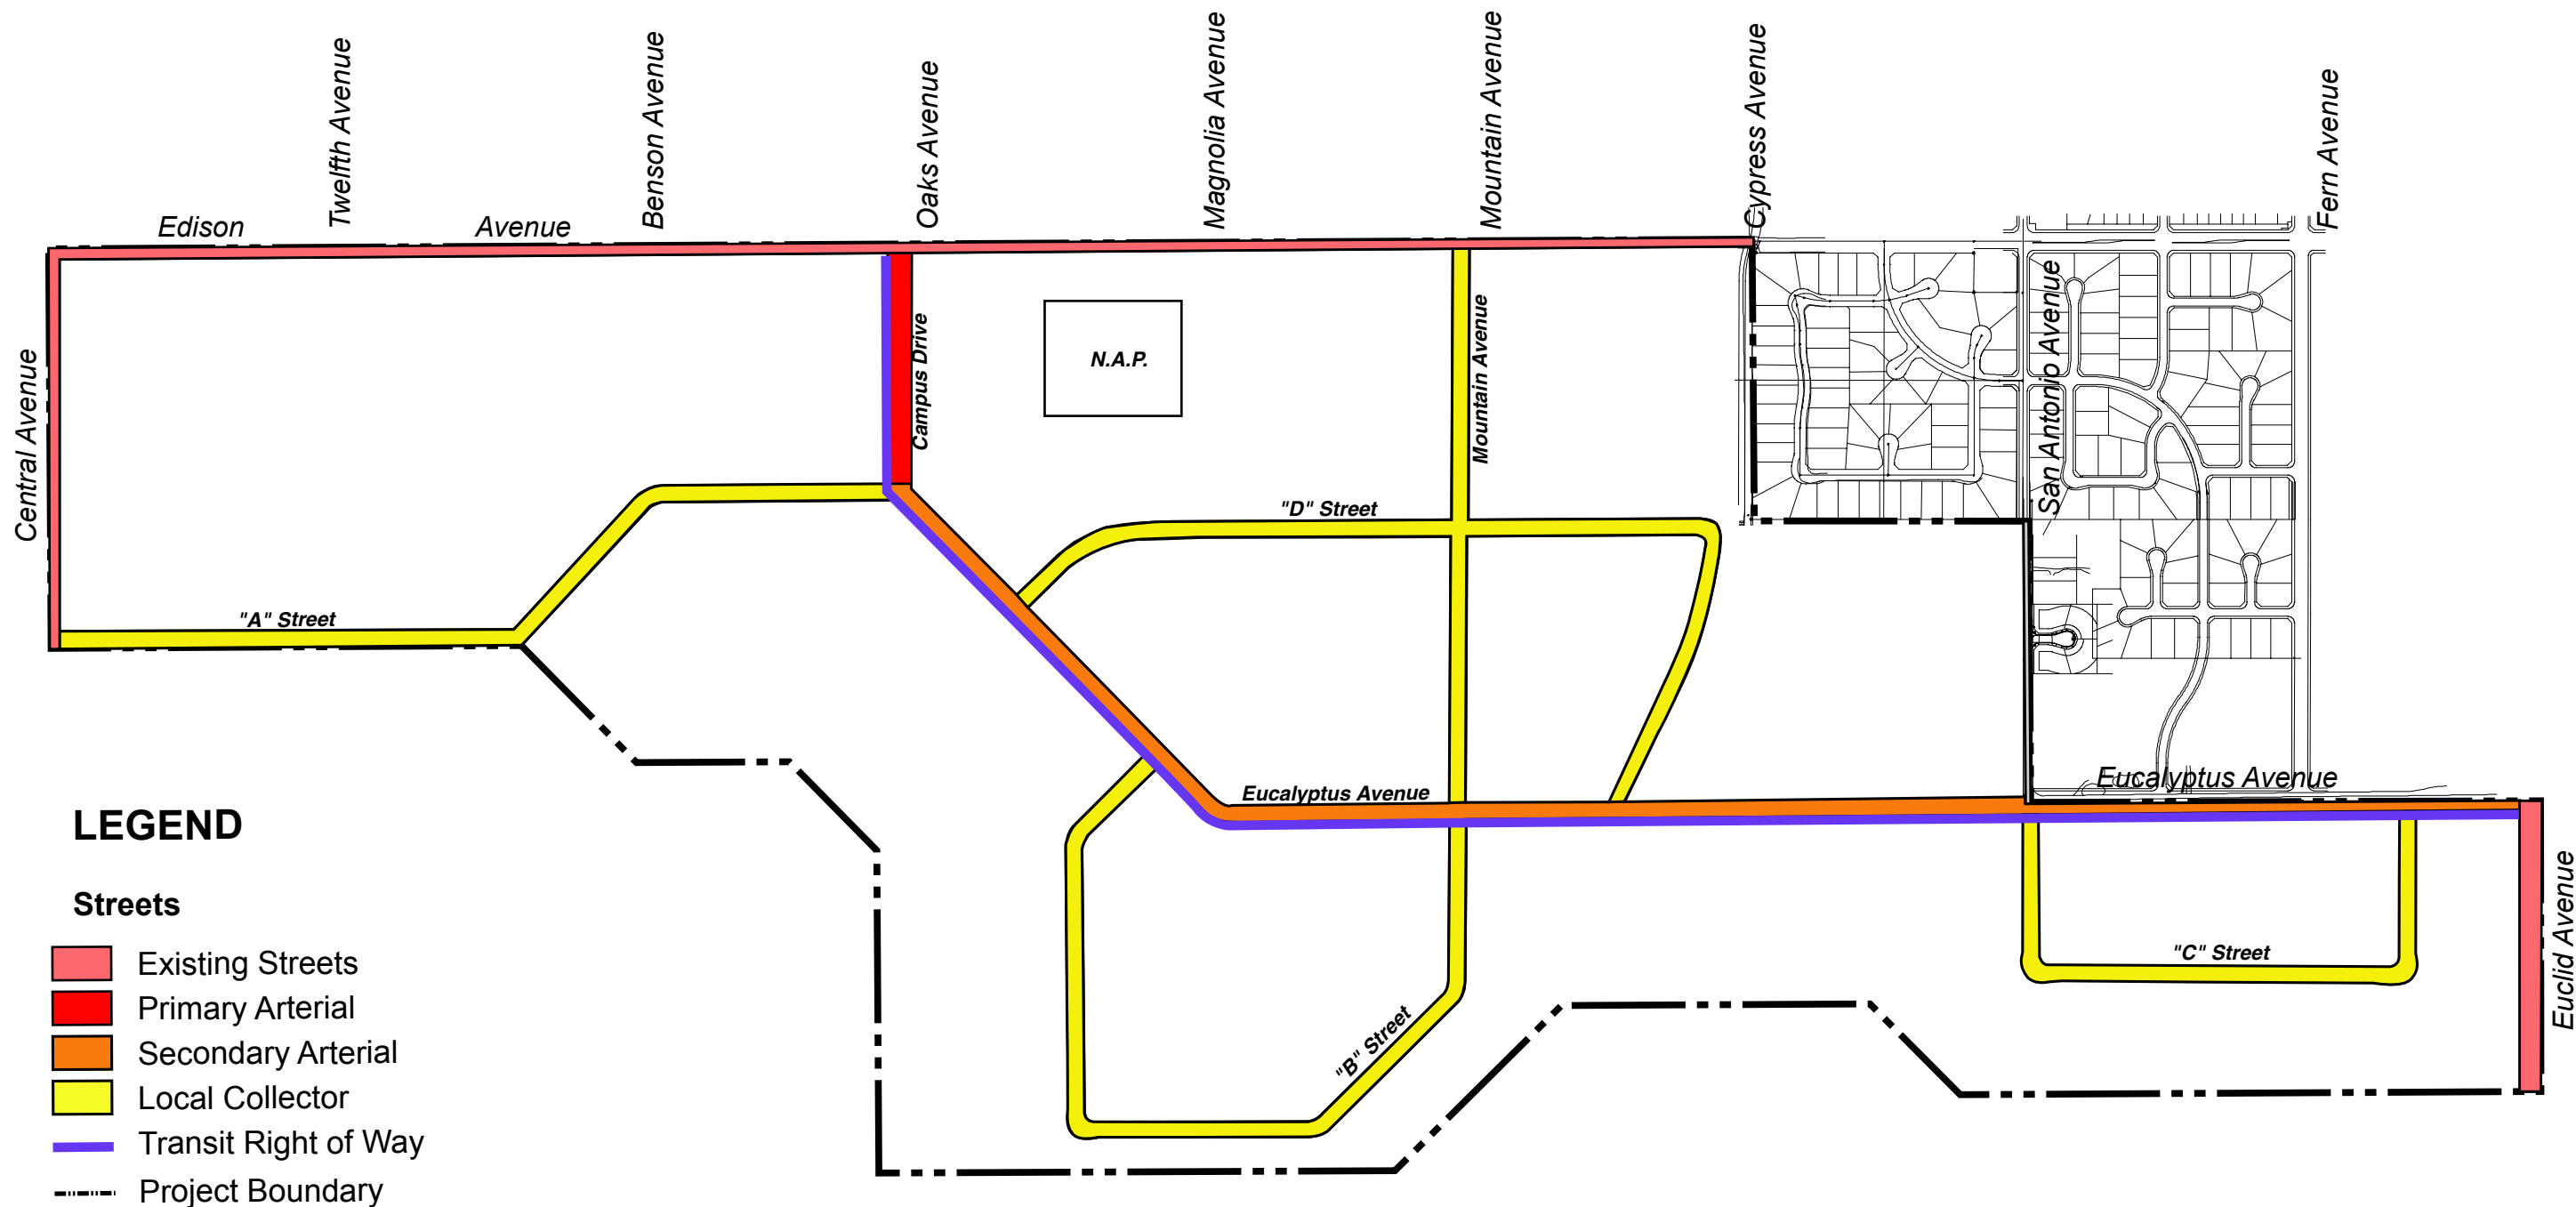 Twelfth Avenue
Benson Avenue
Oaks Avenue
Magnolia Avenue
Mountain Avenue
Cypress Avenue
Fern Avenue
Edison Avenue
Central Avenue
Campus Drive
N.A.P.
Mountain Avenue
San Antonio Avenue
"D" Street
"A" Street
Eucalyptus Avenue
Eucalyptus Avenue
"C" Street
"B" Street
Euclid Avenue
LEGEND
Streets
Existing Streets
Primary Arterial
Secondary Arterial
Local Collector
Transit Right of Way
Project Boundary